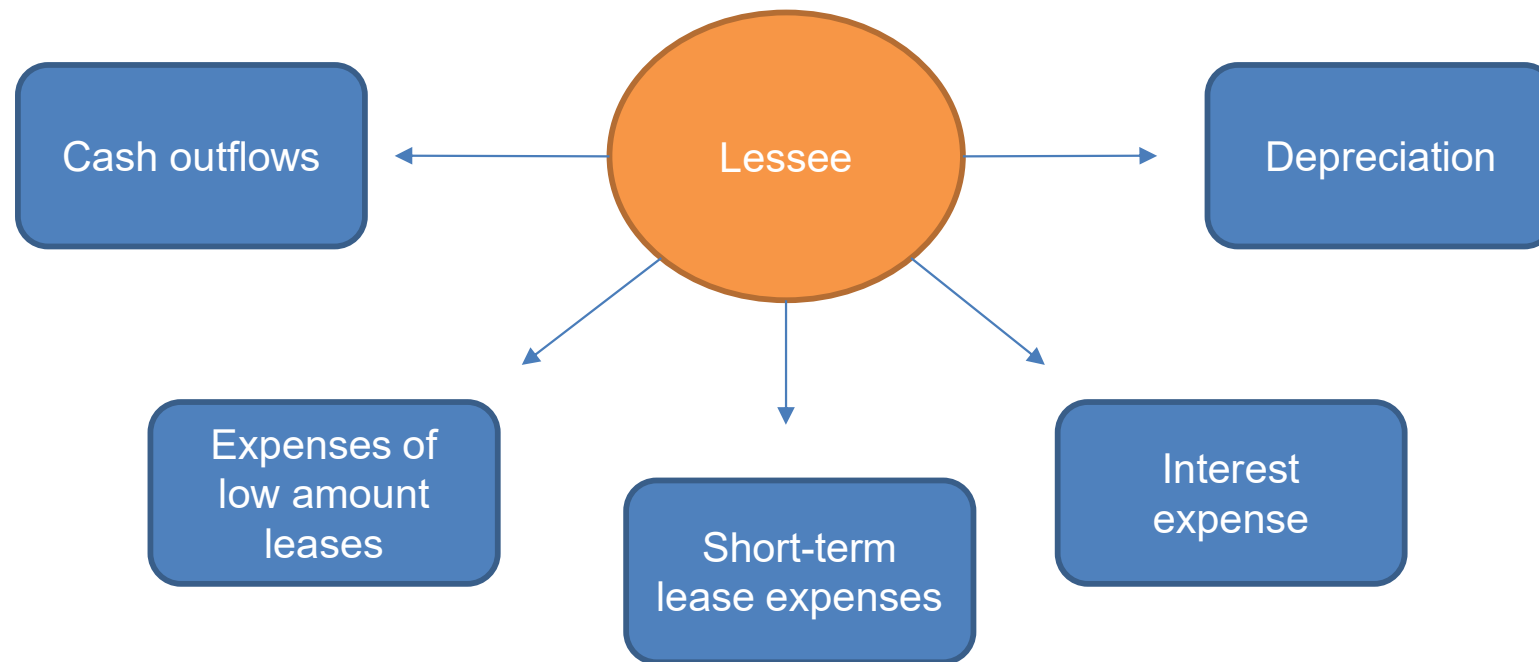 Cash outflows
Lessee
Depreciation
Expenses of
low amount
leases
Short-term
lease expenses
Interest
expense